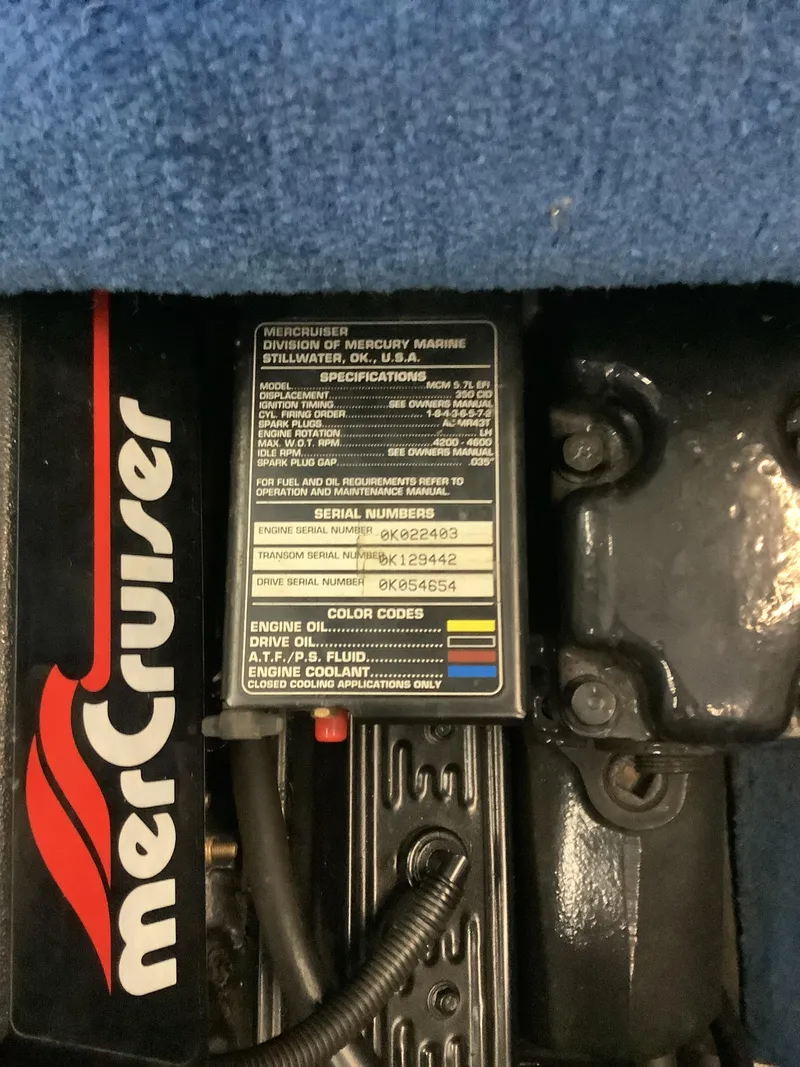 MERCRUISER
DIVISION OF MERCURY MARINE
STILLWATER, OK., U.S.A.
SPECIFICATIONS
MODEL MCM 5.7L EFI
DISPLACEMENT 350 CID
IGNITION TIMING SEE OWNERS MANUAL
CYL. FIRING ORDER 1-8-4-3-6-5-7-2
SPARK PLUGS MR43T
ENGINE ROTATION LH
MAX. W.O.T. RPM 4200 - 4600
IDLE RPM SEE OWNERS MANUAL
SPARK PLUG GAP .035"
FOR FUEL AND OIL REQUIREMENTS REFER TO
OPERATION AND MAINTENANCE MANUAL.
SERIAL NUMBERS
ENGINE SERIAL NUMBER 0K022403
TRANSOM SERIAL NUMBER 0K129442
DRIVE SERIAL NUMBER 0K054654
COLOR CODES
ENGINE OIL
DRIVE OIL
A.T.F./P.S. FLUID
ENGINE COOLANT
CLOSED COOLING APPLICATIONS ONLY
merCruiser